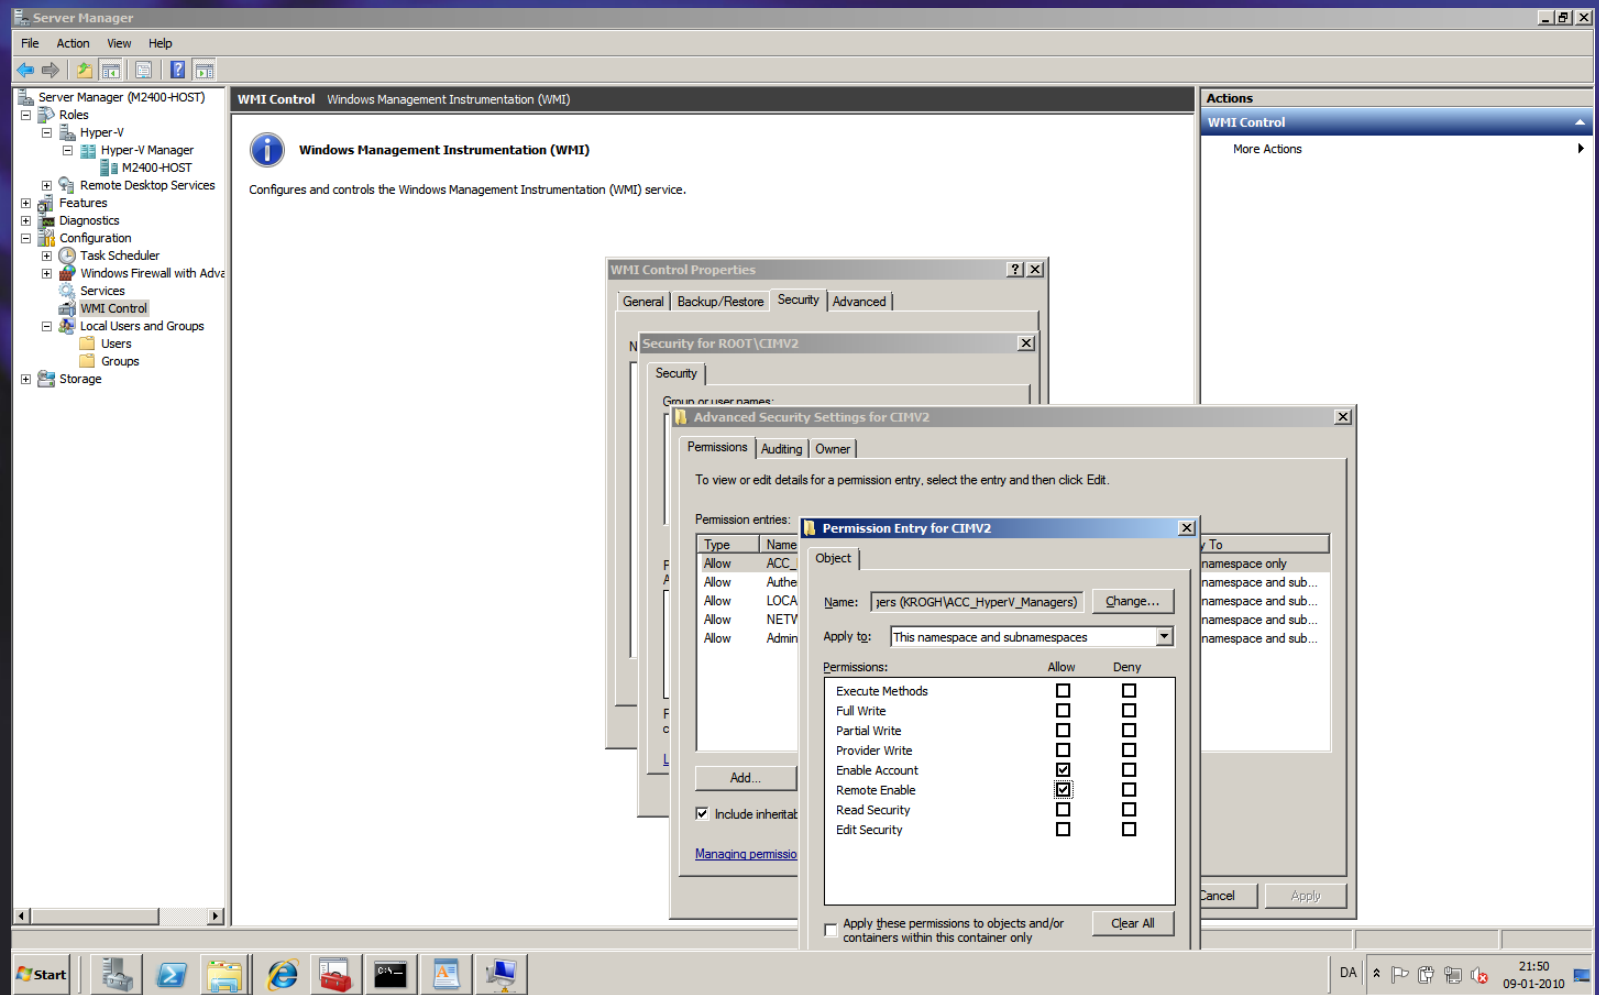 Server Manager
File Action View Help
Server Manager (M2400-HOST)
Roles
Hyper-V
Hyper-V Manager
M2400-HOST
Remote Desktop Services
Features
Diagnostics
Configuration
Task Scheduler
Windows Firewall with Adva
Services
WMI Control
Local Users and Groups
Users
Groups
Storage
WMI Control Windows Management Instrumentation (WMI)
Windows Management Instrumentation (WMI)
Configures and controls the Windows Management Instrumentation (WMI) service.
Actions
WMI Control
More Actions
WMI Control Properties
General Backup/Restore Security Advanced
N
Security for ROOT\CIMV2
Security
Group or user names:
Advanced Security Settings for CIMV2
Permissions Auditing Owner
To view or edit details for a permission entry, select the entry and then click Edit.
Permission entries:
Type Name y To
Allow ACC_ namespace only
Allow Authe namespace and sub...
Allow LOCA namespace and sub...
Allow NETW namespace and sub...
Allow Admin namespace and sub...
Add...
Include inheritab
Managing permissio
Cancel Apply
Permission Entry for CIMV2
Object
Name: gers (KROGH\ACC_HyperV_Managers) Change...
Apply to: This namespace and subnamespaces
Permissions: Allow Deny
Execute Methods
Full Write
Partial Write
Provider Write
Enable Account
Remote Enable
Read Security
Edit Security
Apply these permissions to objects and/or
containers within this container only
Clear All
Start
DA
21:50
09-01-2010